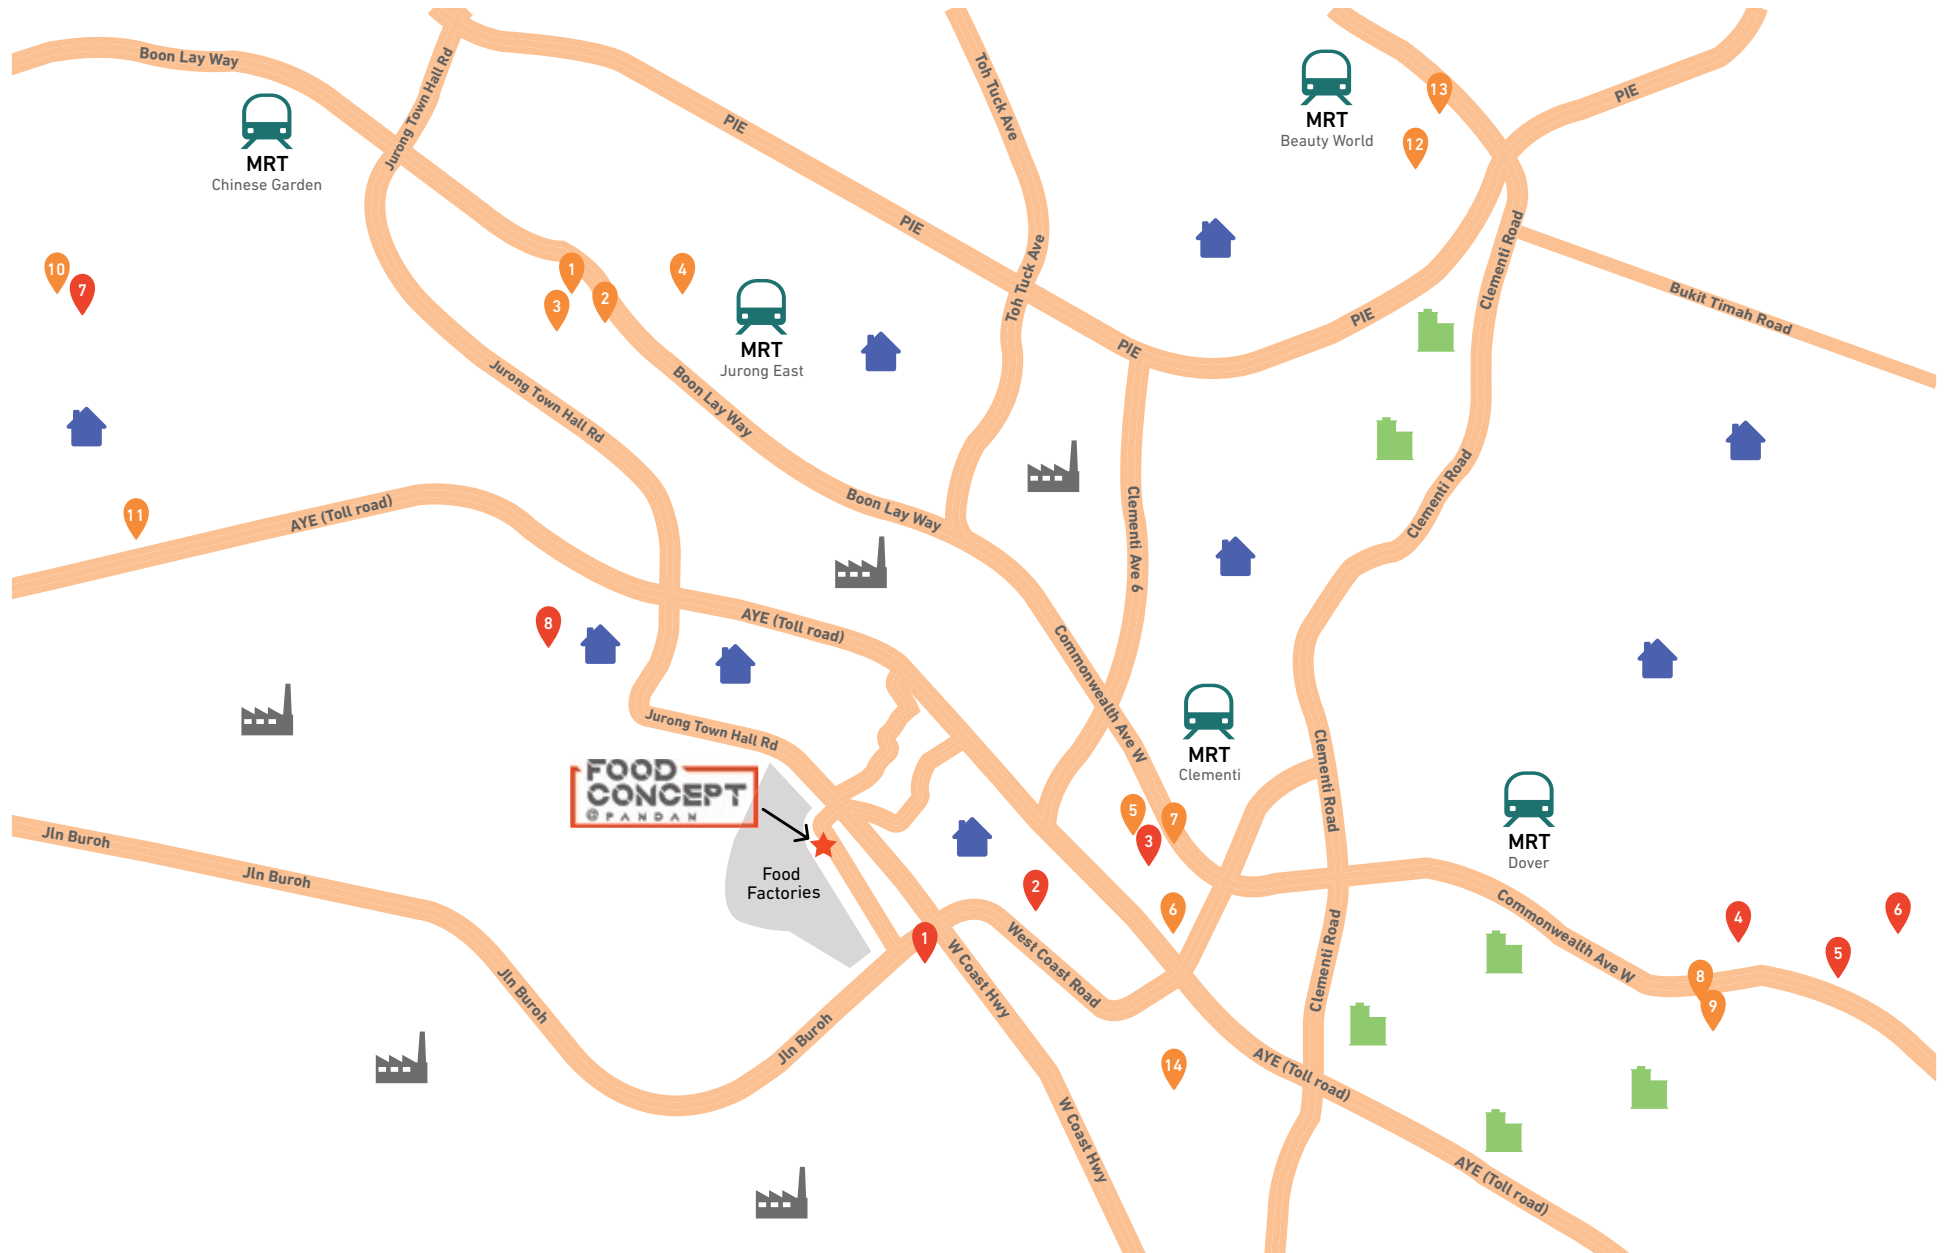 Boon Lay Way
Jurong Town Hall Rd
MRT
Chinese Garden
PIE
Toh Tuck Ave
MRT
Beauty World
13
12
PIE
PIE
10
7
1
3
2
4
MRT
Jurong East
Toh Tuck Ave
PIE
PIE
Clementi Road
Bukit Timah Road
Jurong Town Hall Rd
Boon Lay Way
Boon Lay Way
Clementi Ave 6
Clementi Road
11
AYE (Toll road)
8
AYE (Toll road)
Commonwealth Ave W
Jurong Town Hall Rd
MRT
Clementi
Clementi Road
FOOD
CONCEPT
@PANDAN
Food
Factories
5
7
3
MRT
Dover
Jln Buroh
Jln Buroh
2
6
1
W Coast Hwy
West Coast Road
Clementi Road
Commonwealth Ave W
4
6
5
8
9
Jln Buroh
Jln Buroh
14
AYE (Toll road)
W Coast Hwy
AYE (Toll road)